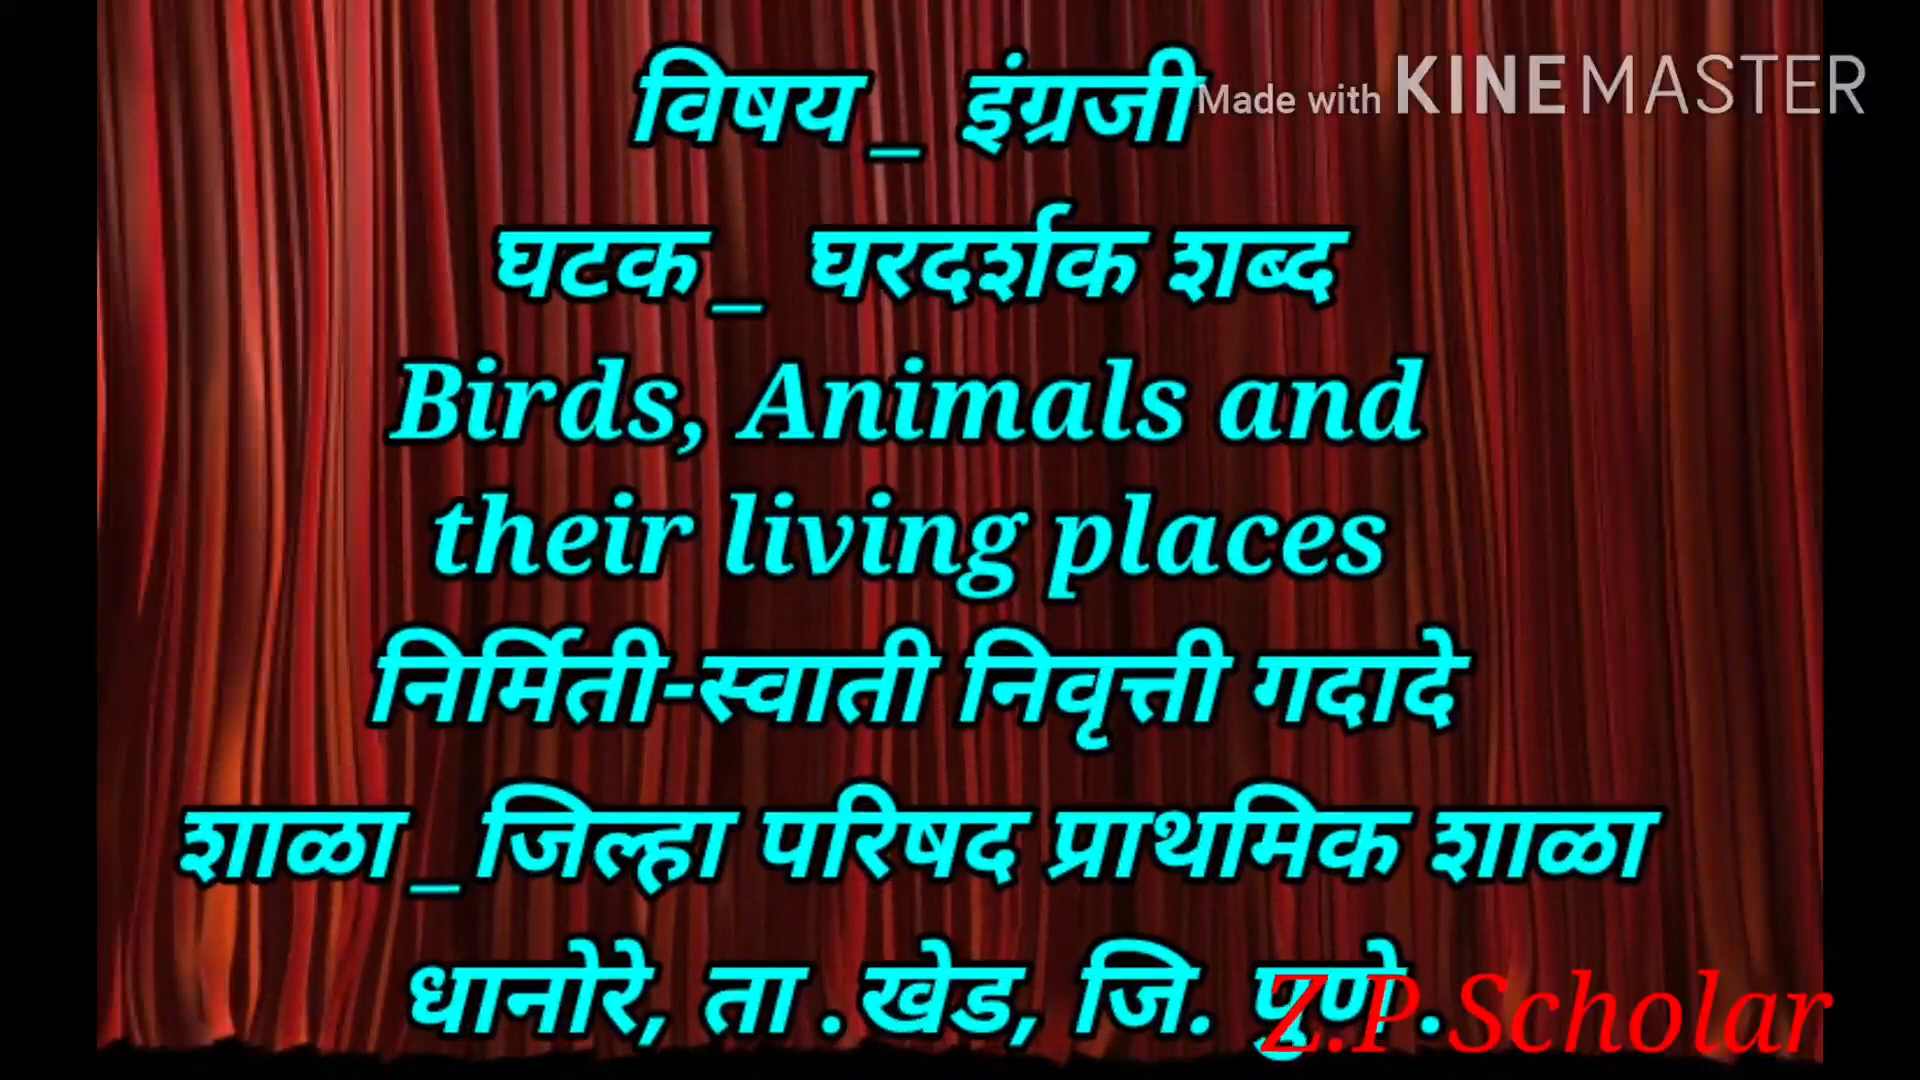 विषय_ इंग्रजी
Made with KINEMASTER
घटक_ घरदर्शक शब्द
Birds, Animals and
their living places
निर्मिती-स्वाती निवृत्ती गदादे
शाळा_जिल्हा परिषद प्राथमिक शाळा
धानोरे, ता .खेड, जि. पुणे .
Z.P.Scholar